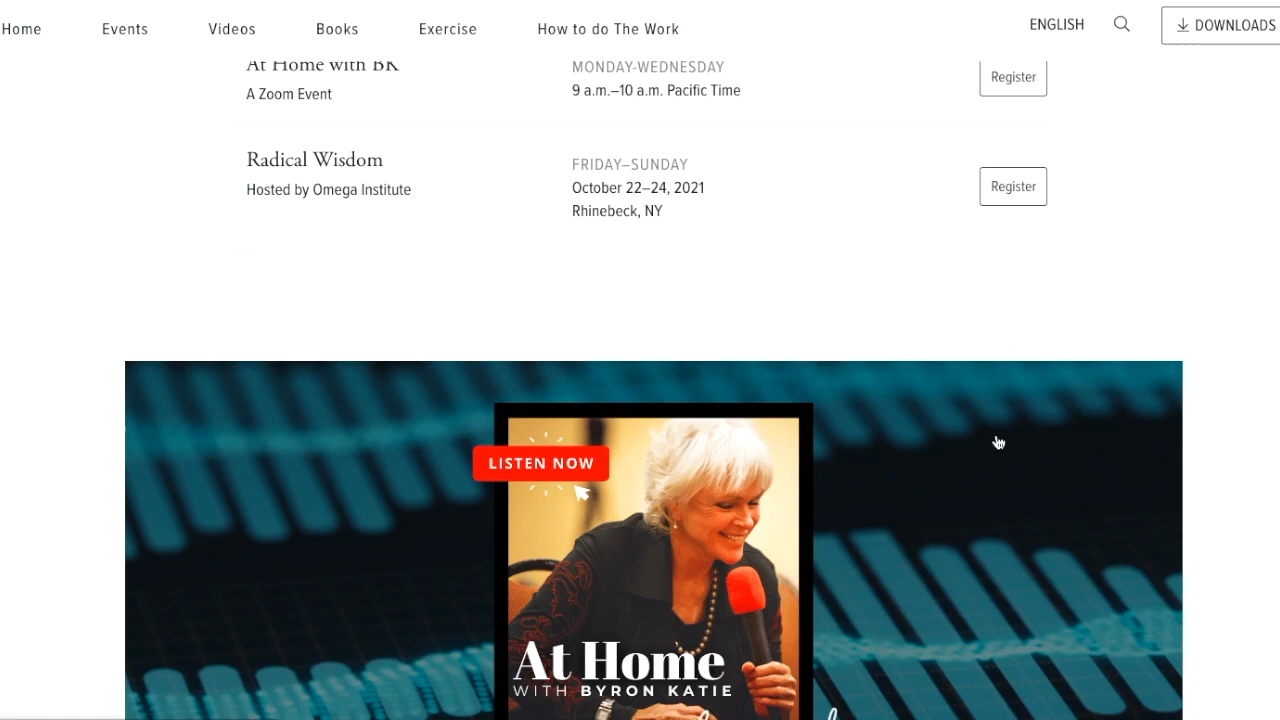 Home Events Videos Books Exercise How to do The Work ENGLISH DOWNLOADS
At Home with BK
A Zoom Event
MONDAY-WEDNESDAY
9 a.m.–10 a.m. Pacific Time
Register
Radical Wisdom
Hosted by Omega Institute
FRIDAY–SUNDAY
October 22–24, 2021
Rhinebeck, NY
Register
LISTEN NOW
At Home
WITH BYRON KATIE